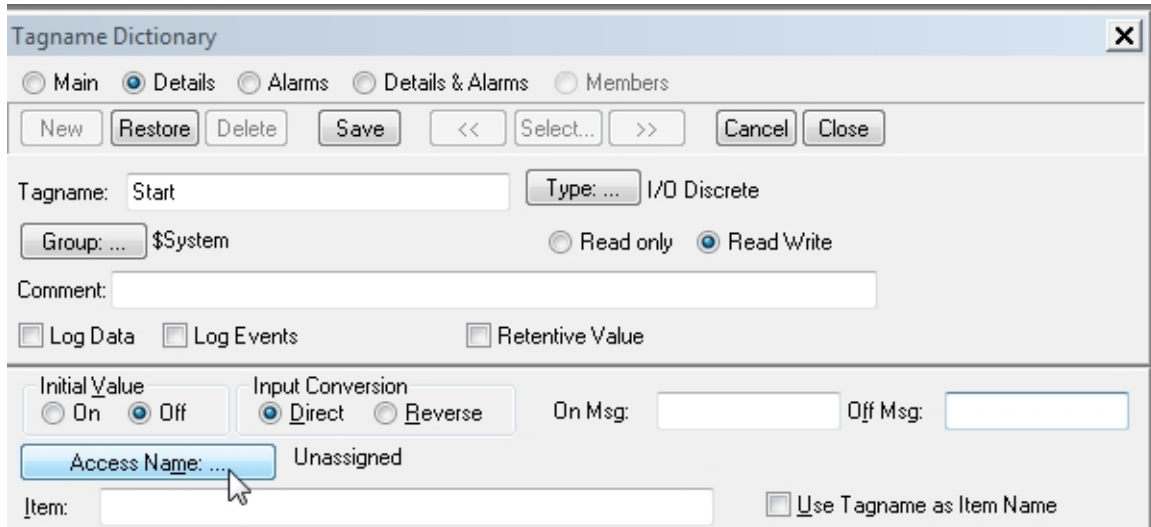 Tagname Dictionary
Main Details Alarms Details & Alarms Members
New Restore Delete Save << Select... >> Cancel Close
Tagname: Start Type: ... I/O Discrete
Group: ... $System Read only Read Write
Comment:
Log Data Log Events Retentive Value
Initial Value Input Conversion
On Off Direct Reverse On Msg: Off Msg:
Access Name: ... Unassigned
Item: Use Tagname as Item Name